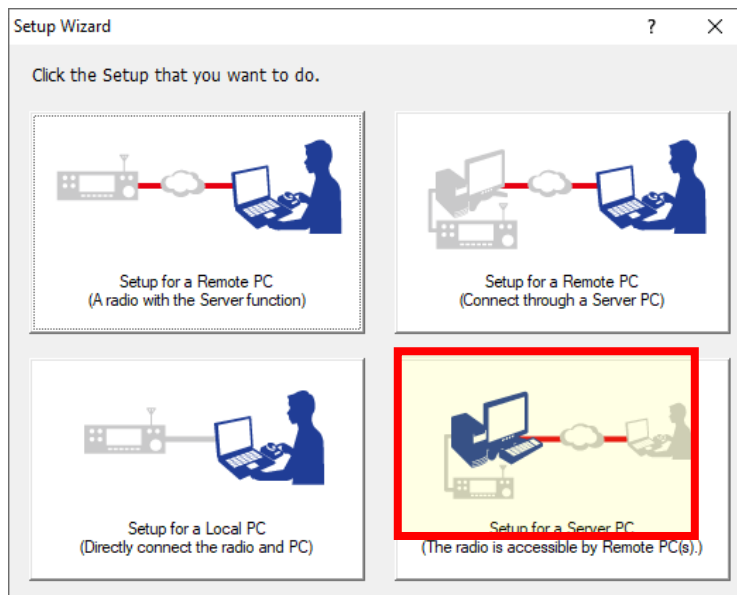 Setup Wizard ?
Click the Setup that you want to do.
Setup for a Remote PC
(A radio with the Server function)
Setup for a Remote PC
(Connect through a Server PC)
Setup for a Local PC
(Directly connect the radio and PC)
Setup for a Server PC
(The radio is accessible by Remote PC(s).)